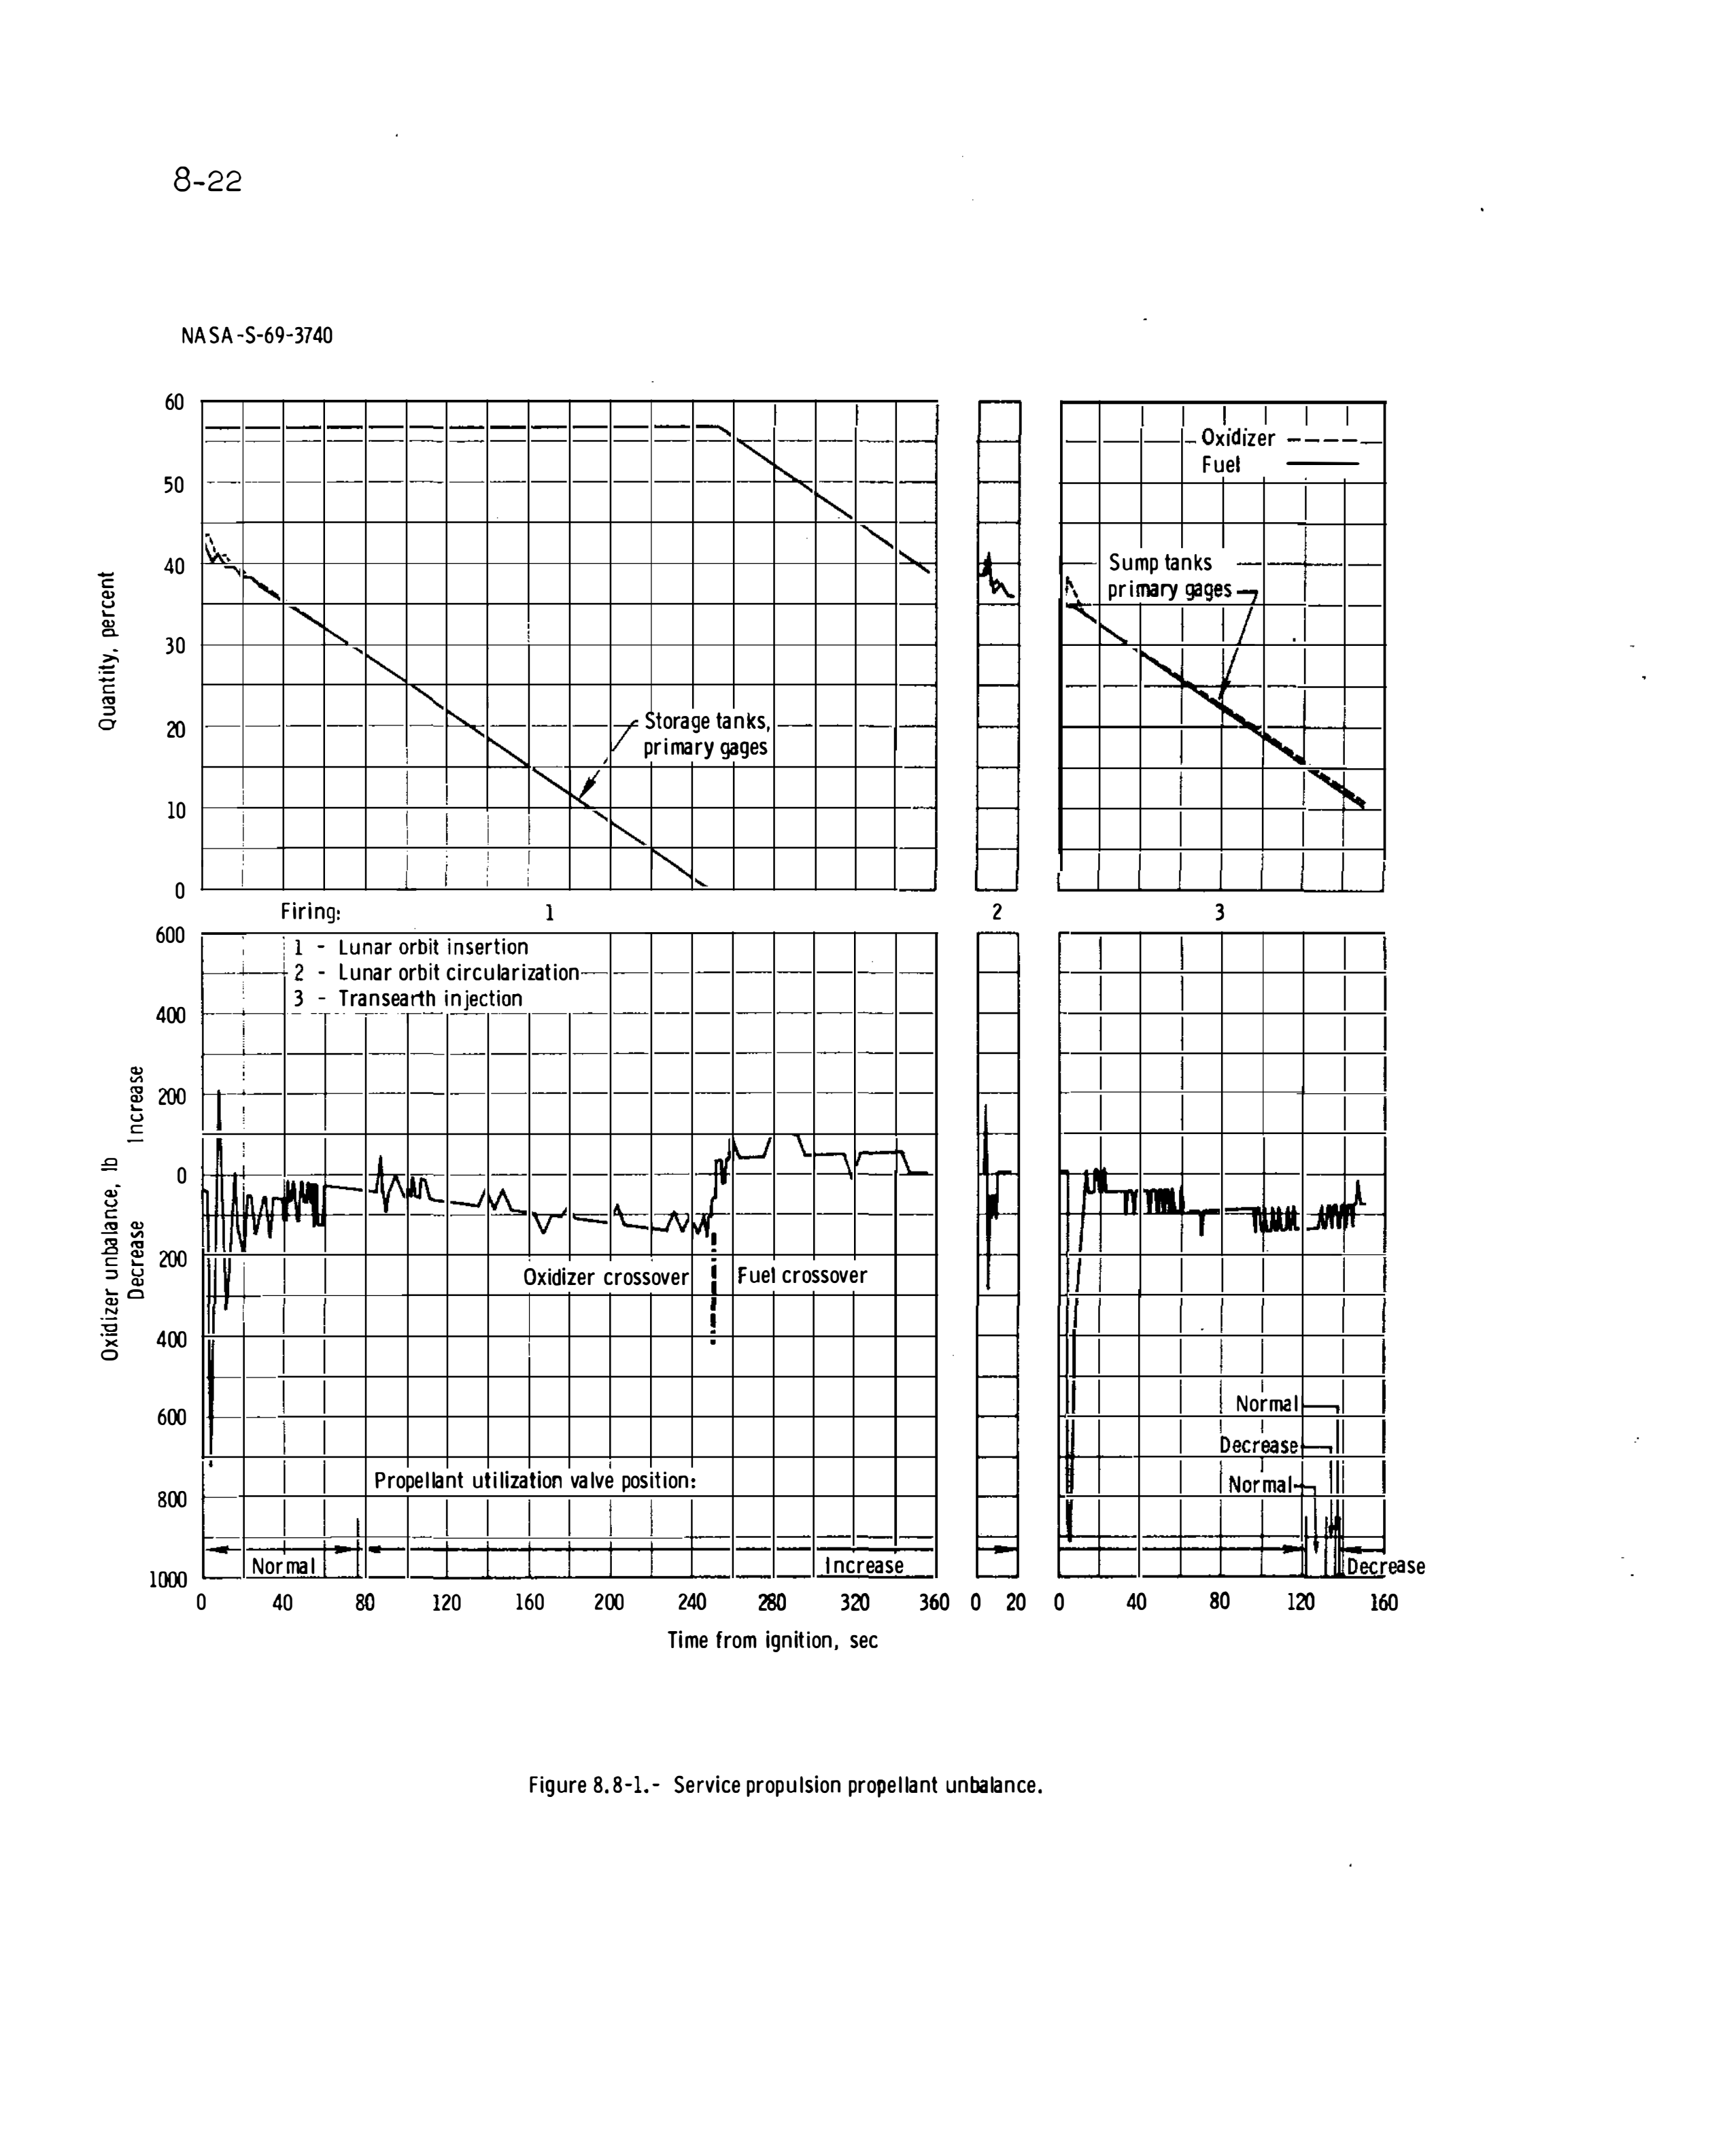 8-22
NASA-S-69-3740
60
50
40
30
20
10
0
Quantity, percent
Storage tanks,
primary gages
Oxidizer
Fuel
Sump tanks
primary gages
Firing:
1
2
3
600
400
200
0
200
400
600
800
1000
Oxidizer unbalance, lb
Decrease Increase
1 - Lunar orbit insertion
2 - Lunar orbit circularization
3 - Transearth injection
Oxidizer crossover
Fuel crossover
Propellant utilization valve position:
Normal
Increase
Normal
Decrease
Normal
Decrease
0 40 80 120 160 200 240 280 320 360 0 20 0 40 80 120 160
Time from ignition, sec
Figure 8.8-1.- Service propulsion propellant unbalance.